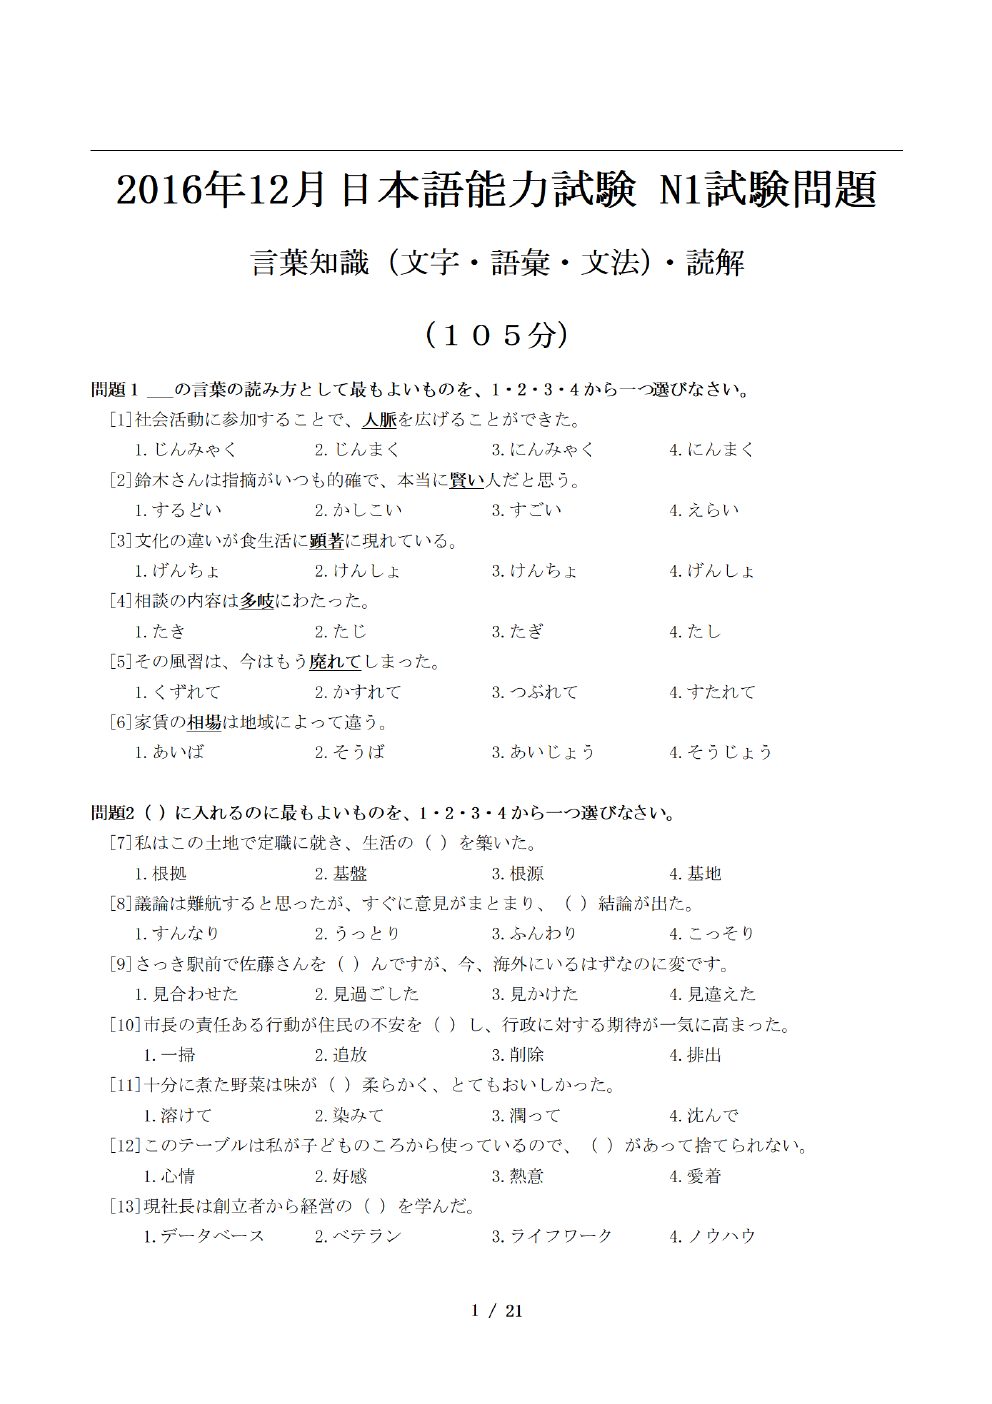 2016年12月日本語能力試験 N1試験問題
言葉知識（文字・語彙・文法）・読解
（１０５分）
問題１ ___の言葉の読み方として最もよいものを、1・2・3・4から一つ選びなさい。
[1]社会活動に参加することで、人脈を広げることができた。
1.じんみゃく 2.じんまく 3.にんみゃく 4.にんまく
[2]鈴木さんは指摘がいつも的確で、本当に賢い人だと思う。
1.するどい 2.かしこい 3.すごい 4.えらい
[3]文化の違いが食生活に顕著に現れている。
1.げんちょ 2.けんしょ 3.けんちょ 4.げんしょ
[4]相談の内容は多岐にわたった。
1.たき 2.たじ 3.たぎ 4.たし
[5]その風習は、今はもう廃れてしまった。
1.くずれて 2.かすれて 3.つぶれて 4.すたれて
[6]家賃の相場は地域によって違う。
1.あいば 2.そうば 3.あいじょう 4.そうじょう
問題2（ ）に入れるのに最もよいものを、1・2・3・4から一つ選びなさい。
[7]私はこの土地で定職に就き、生活の（ ）を築いた。
1.根拠 2.基盤 3.根源 4.基地
[8]議論は難航すると思ったが、すぐに意見がまとまり、（ ）結論が出た。
1.すんなり 2.うっとり 3.ふんわり 4.こっそり
[9]さっき駅前で佐藤さんを（ ）んですが、今、海外にいるはずなのに変です。
1.見合わせた 2.見過ごした 3.見かけた 4.見違えた
[10]市長の責任ある行動が住民の不安を（ ）し、行政に対する期待が一気に高まった。
1.一掃 2.追放 3.削除 4.排出
[11]十分に煮た野菜は味が（ ）柔らかく、とてもおいしかった。
1.溶けて 2.染みて 3.潤って 4.沈んで
[12]このテーブルは私が子どものころから使っているので、（ ）があって捨てられない。
1.心情 2.好感 3.熱意 4.愛着
[13]現社長は創立者から経営の（ ）を学んだ。
1.データベース 2.ベテラン 3.ライフワーク 4.ノウハウ
1 / 21